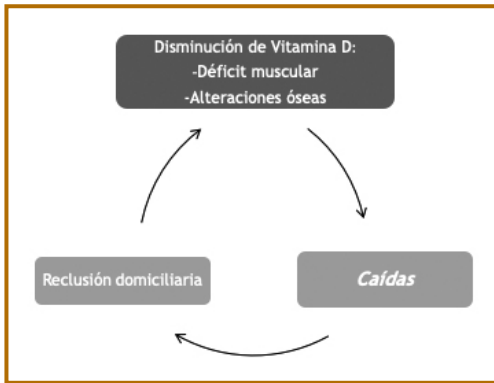 Disminución de Vitamina D:
-Déficit muscular
-Alteraciones óseas
Reclusión domiciliaria
Caídas